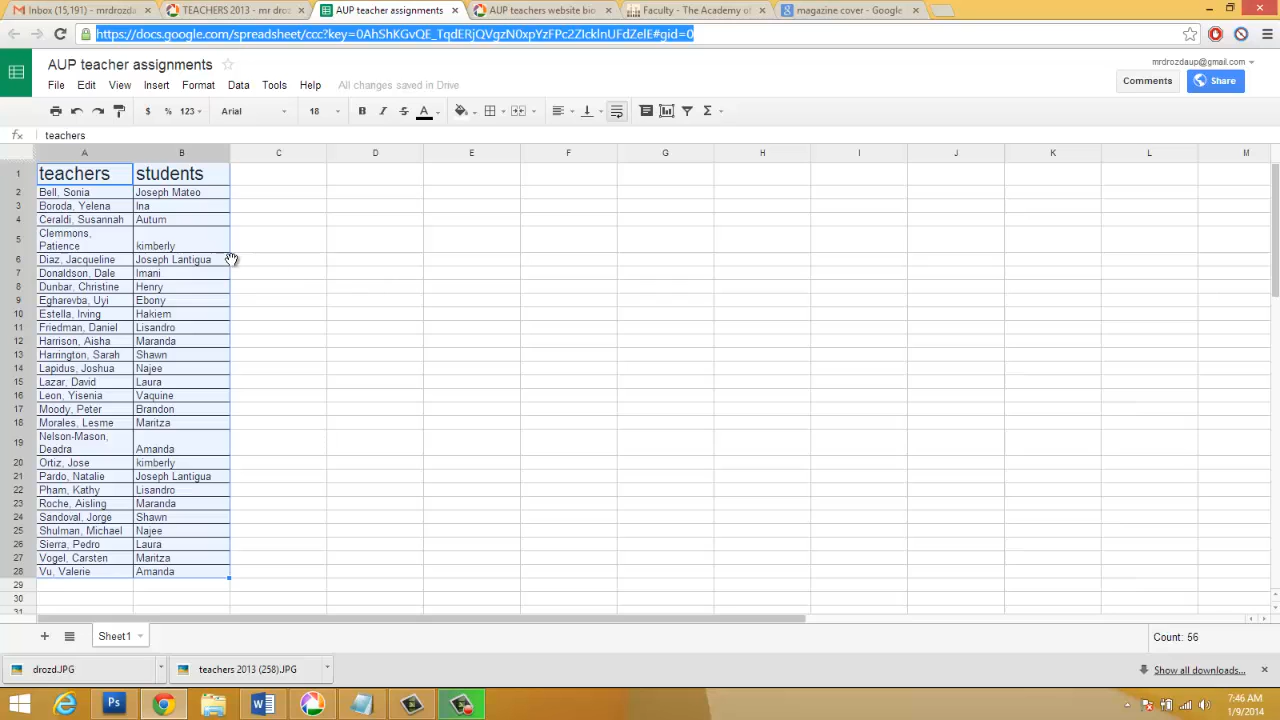 Inbox (15,191) - mrdrozda
TEACHERS 2013 - mr droz
AUP teacher assignments
AUP teachers website bio
Faculty - The Academy of
magazine cover - Google
https://docs.google.com/spreadsheet/ccc?key=0AhShKGvQE_TqdERjQVgzN0xpYzFPc2ZIcklnUFdZelE#gid=0
AUP teacher assignments
mrdrozdaup@gmail.com
File Edit View Insert Format Data Tools Help All changes saved in Drive
Comments Share
$ % 123 Arial 18 B I S A Σ
fx teachers
A B C D E F G H I J K L M
1 teachers students
2 Bell, Sonia Joseph Mateo
3 Boroda, Yelena Ina
4 Ceraldi, Susannah Autum
Clemmons,
5 Patience kimberly
6 Diaz, Jacqueline Joseph Lantigua
7 Donaldson, Dale Imani
8 Dunbar, Christine Henry
9 Egharevba, Uyi Ebony
10 Estella, Irving Hakiem
11 Friedman, Daniel Lisandro
12 Harrison, Aisha Maranda
13 Harrington, Sarah Shawn
14 Lapidus, Joshua Najee
15 Lazar, David Laura
16 Leon, Yisenia Vaquine
17 Moody, Peter Brandon
18 Morales, Lesme Maritza
Nelson-Mason,
19 Deadra Amanda
20 Ortiz, Jose kimberly
21 Pardo, Natalie Joseph Lantigua
22 Pham, Kathy Lisandro
23 Roche, Aisling Maranda
24 Sandoval, Jorge Shawn
25 Shulman, Michael Najee
26 Sierra, Pedro Laura
27 Vogel, Carsten Maritza
28 Vu, Valerie Amanda
29
30
31
Sheet1
Count: 56
drozd.JPG
teachers 2013 (258).JPG
Show all downloads...
Ps
7:46 AM
1/9/2014